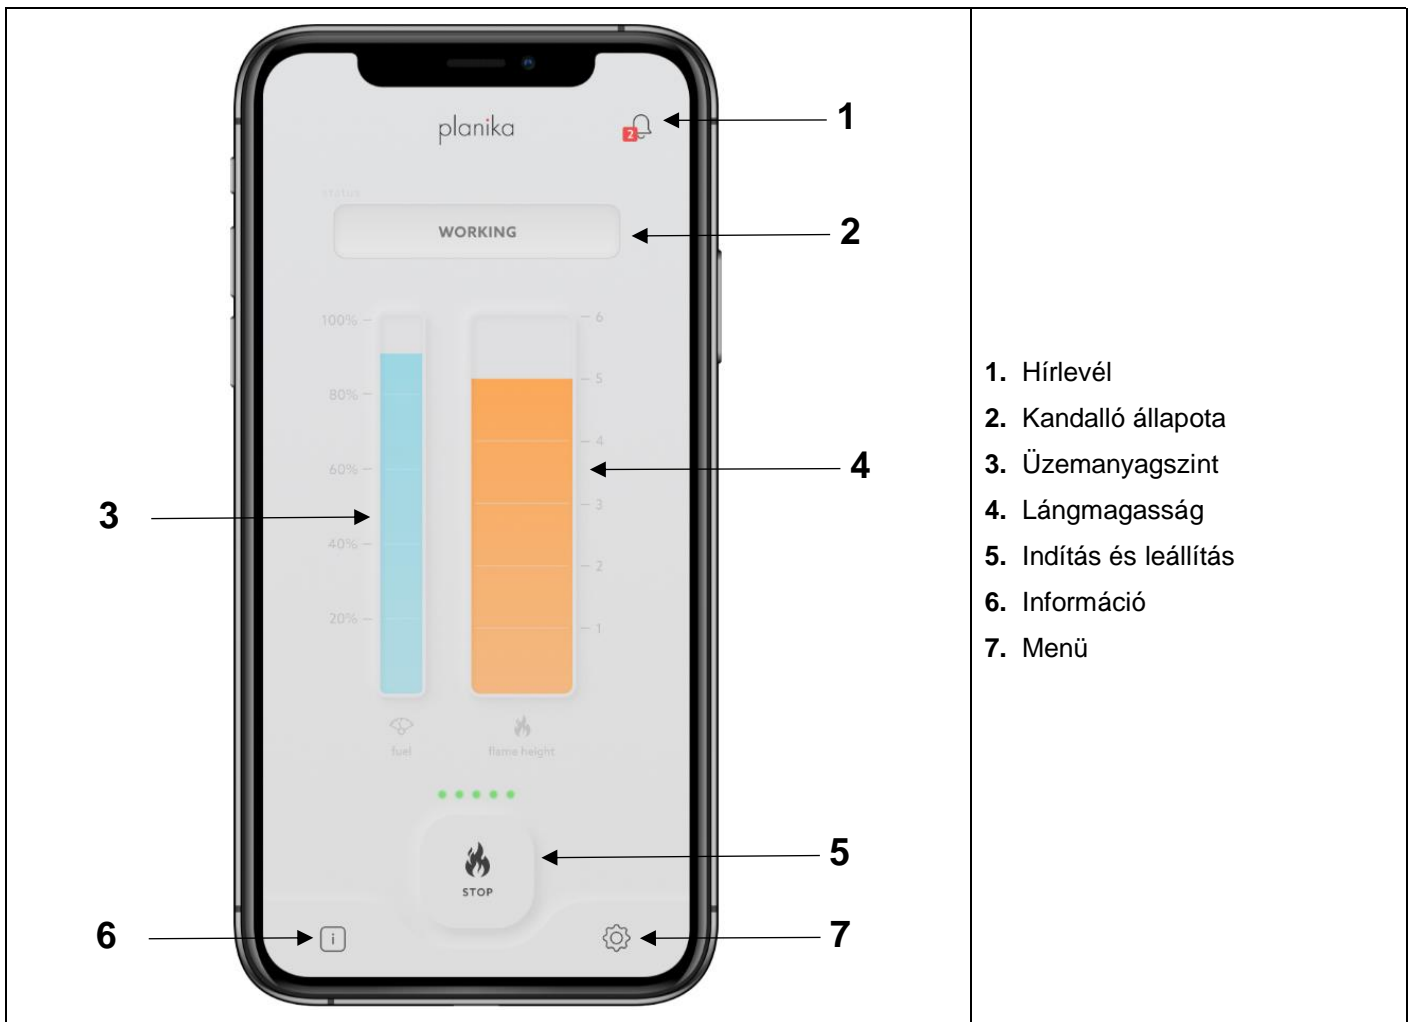 planika
2
1
status
WORKING
2
100%
80%
60%
40%
20%
6
5
4
3
2
1
3
4
fuel
flame height
STOP
5
i
6
7
1. Hírlevél
2. Kandalló állapota
3. Üzemanyagszint
4. Lángmagasság
5. Indítás és leállítás
6. Információ
7. Menü